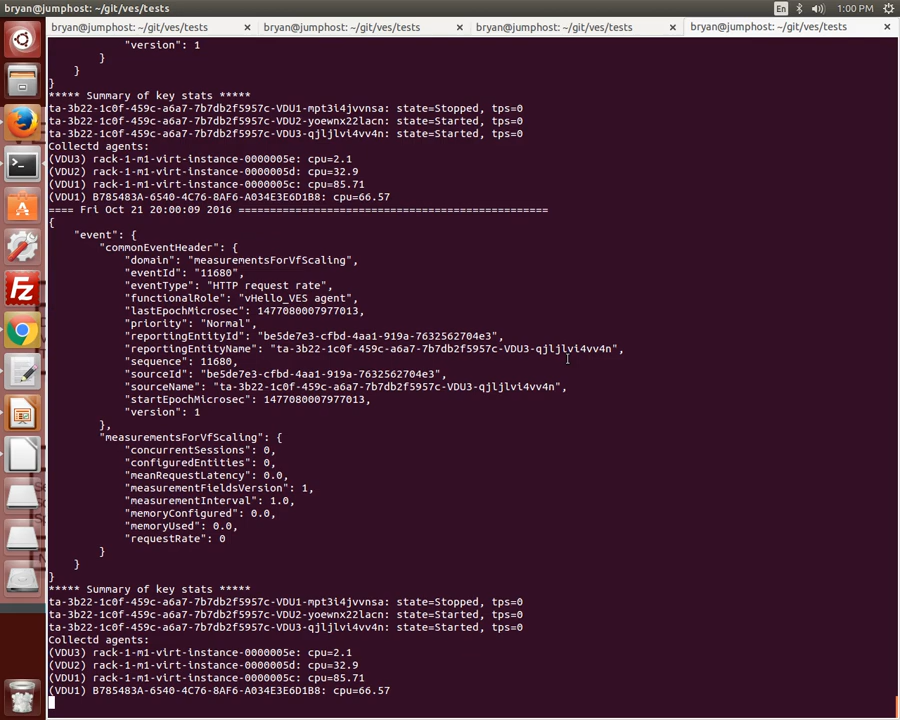 bryan@jumphost: ~/git/ves/tests
En
1:00 PM
bryan@jumphost: ~/git/ves/tests × bryan@jumphost: ~/git/ves/tests × bryan@jumphost: ~/git/ves/tests × bryan@jumphost: ~/git/ves/tests ×
"version": 1
}
}
}
***** Summary of key stats *****
ta-3b22-1c0f-459c-a6a7-7b7db2f5957c-VDU1-mpt3i4jvvnsa: state=Stopped, tps=0
ta-3b22-1c0f-459c-a6a7-7b7db2f5957c-VDU2-yoewnx22lacn: state=Started, tps=0
ta-3b22-1c0f-459c-a6a7-7b7db2f5957c-VDU3-qjljlvi4vv4n: state=Started, tps=0
Collectd agents:
(VDU3) rack-1-m1-virt-instance-0000005e: cpu=2.1
(VDU2) rack-1-m1-virt-instance-0000005d: cpu=32.9
(VDU1) rack-1-m1-virt-instance-0000005c: cpu=85.71
(VDU1) B785483A-6540-4C76-8AF6-A034E3E6D1B8: cpu=66.57
==== Fri Oct 21 20:00:09 2016 =================================================
{
"event": {
"commonEventHeader": {
"domain": "measurementsForVfScaling",
"eventId": "11680",
"eventType": "HTTP request rate",
"functionalRole": "vHello_VES agent",
"lastEpochMicrosec": 1477080007977013,
"priority": "Normal",
"reportingEntityId": "be5de7e3-cfbd-4aa1-919a-7632562704e3",
"reportingEntityName": "ta-3b22-1c0f-459c-a6a7-7b7db2f5957c-VDU3-qjljlvi4vv4n",
"sequence": 11680,
"sourceId": "be5de7e3-cfbd-4aa1-919a-7632562704e3",
"sourceName": "ta-3b22-1c0f-459c-a6a7-7b7db2f5957c-VDU3-qjljlvi4vv4n",
"startEpochMicrosec": 1477080007977013,
"version": 1
},
"measurementsForVfScaling": {
"concurrentSessions": 0,
"configuredEntities": 0,
"meanRequestLatency": 0.0,
"measurementFieldsVersion": 1,
"measurementInterval": 1.0,
"memoryConfigured": 0.0,
"memoryUsed": 0.0,
"requestRate": 0
}
}
}
***** Summary of key stats *****
ta-3b22-1c0f-459c-a6a7-7b7db2f5957c-VDU1-mpt3i4jvvnsa: state=Stopped, tps=0
ta-3b22-1c0f-459c-a6a7-7b7db2f5957c-VDU2-yoewnx22lacn: state=Started, tps=0
ta-3b22-1c0f-459c-a6a7-7b7db2f5957c-VDU3-qjljlvi4vv4n: state=Started, tps=0
Collectd agents:
(VDU3) rack-1-m1-virt-instance-0000005e: cpu=2.1
(VDU2) rack-1-m1-virt-instance-0000005d: cpu=32.9
(VDU1) rack-1-m1-virt-instance-0000005c: cpu=85.71
(VDU1) B785483A-6540-4C76-8AF6-A034E3E6D1B8: cpu=66.57